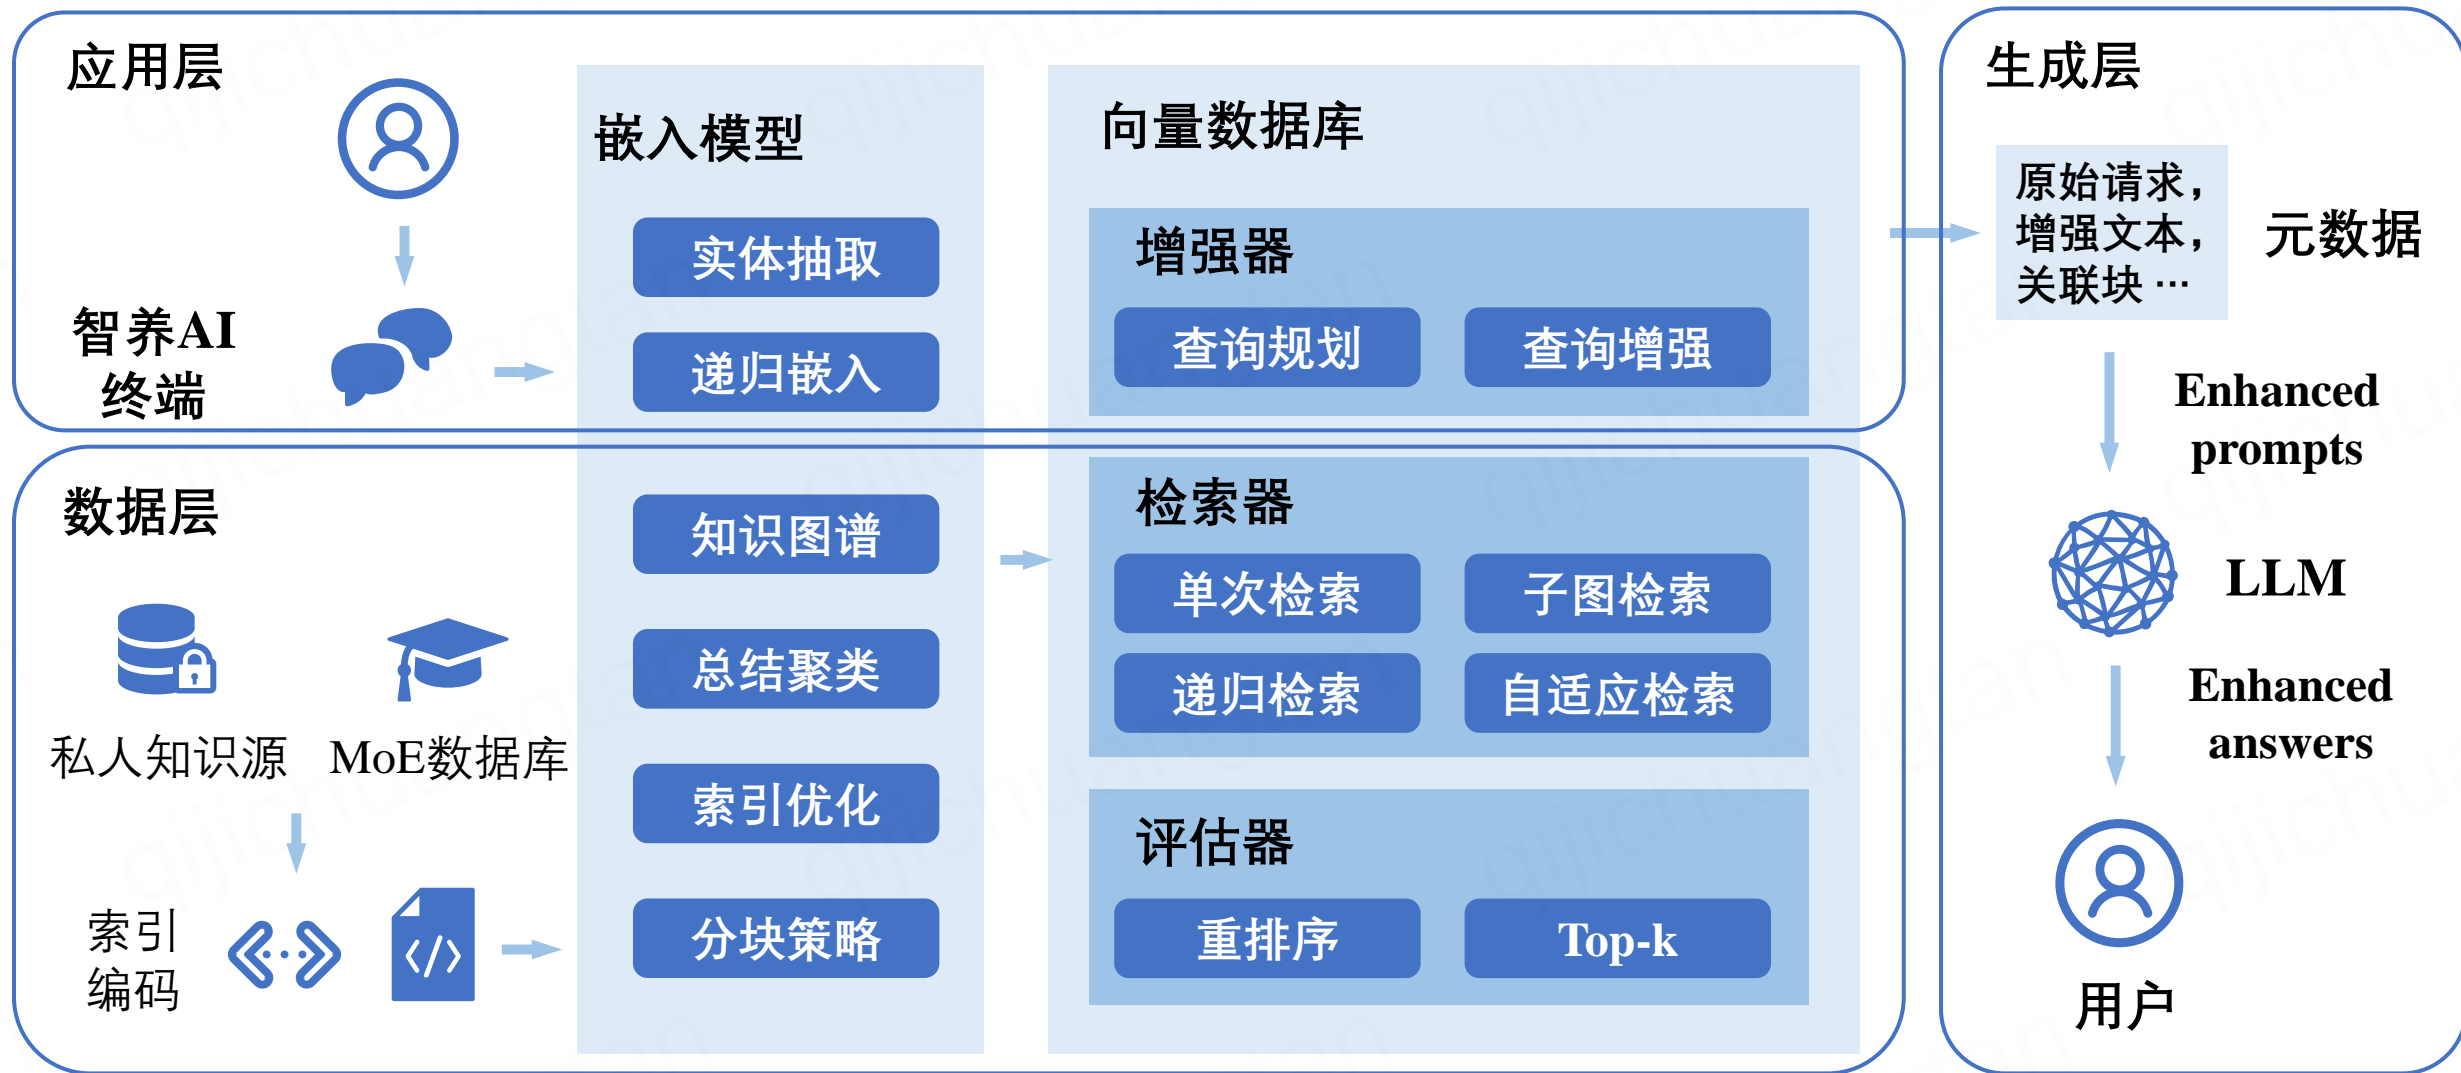 应用层
智养AI
终端
嵌入模型
实体抽取
递归嵌入
向量数据库
增强器
查询规划
查询增强
数据层
私人知识源
MoE数据库
索引
编码
知识图谱
总结聚类
索引优化
分块策略
检索器
单次检索
子图检索
递归检索
自适应检索
评估器
重排序
Top-k
生成层
原始请求，
增强文本，
关联块 …
元数据
Enhanced
prompts
LLM
Enhanced
answers
用户
qijichuangtan